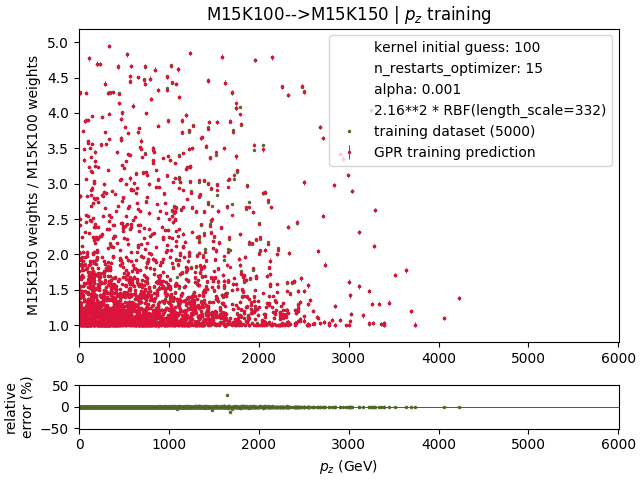 M15K100-->M15K150 | p_z training
M15K150 weights / M15K100 weights
5.0
4.5
4.0
3.5
3.0
2.5
2.0
1.5
1.0
kernel initial guess: 100
n_restarts_optimizer: 15
alpha: 0.001
2.16**2 * RBF(length_scale=332)
training dataset (5000)
GPR training prediction
0 1000 2000 3000 4000 5000 6000
relative
error (%)
50
0
−50
0 1000 2000 3000 4000 5000 6000
p_z (GeV)